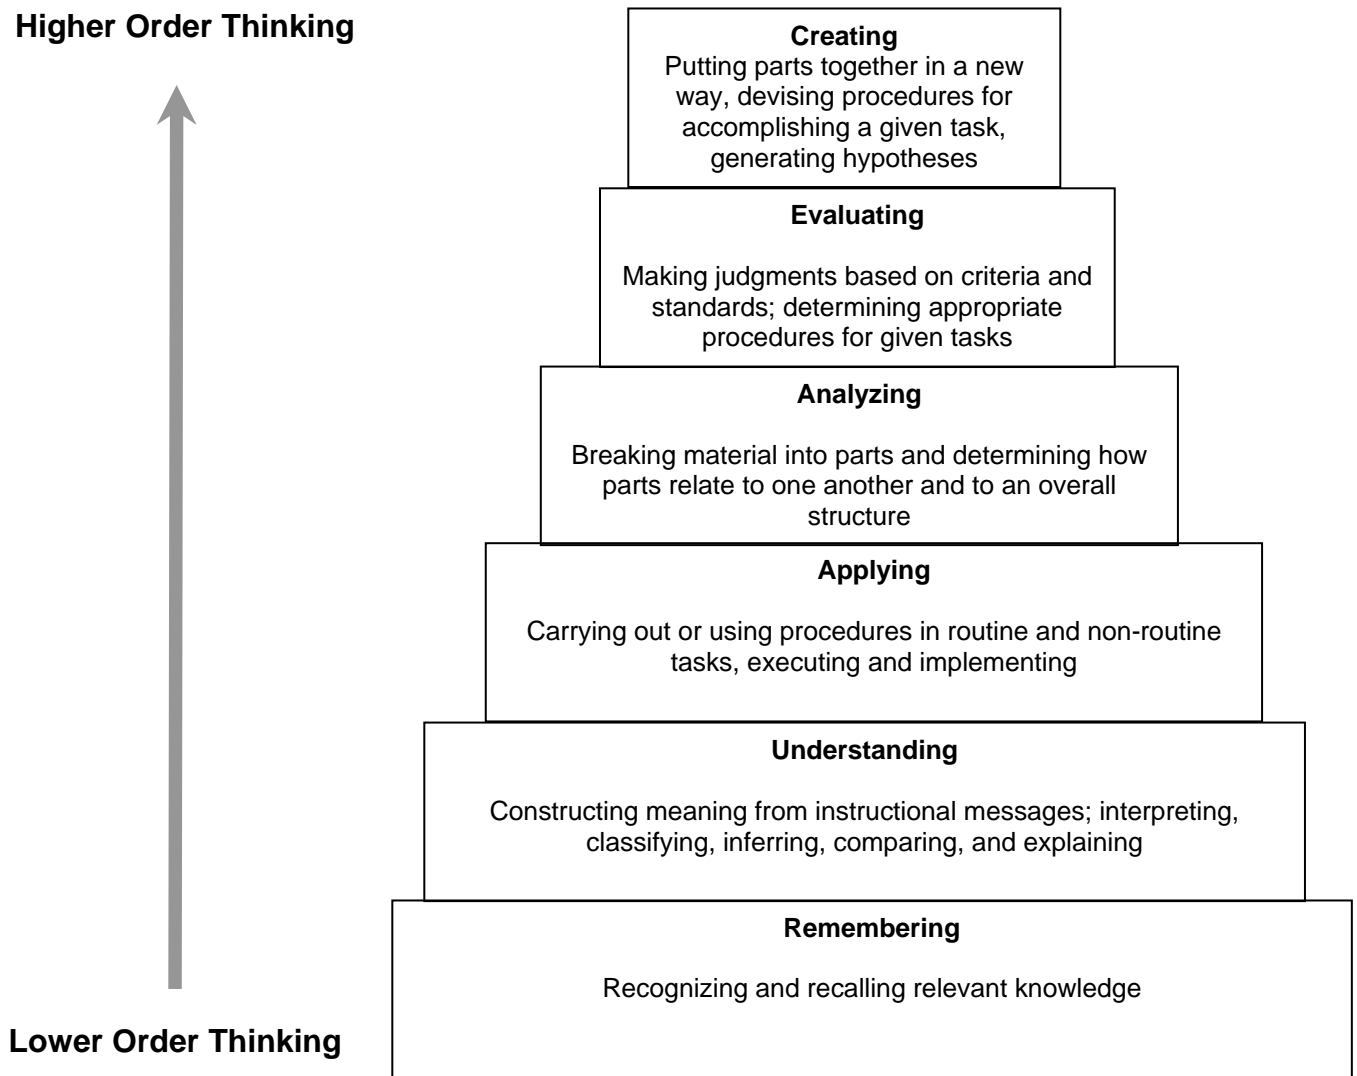 Higher Order Thinking
Creating
Putting parts together in a new
way, devising procedures for
accomplishing a given task,
generating hypotheses
Evaluating
Making judgments based on criteria and
standards; determining appropriate
procedures for given tasks
Analyzing
Breaking material into parts and determining how
parts relate to one another and to an overall
structure
Applying
Carrying out or using procedures in routine and non-routine
tasks, executing and implementing
Understanding
Constructing meaning from instructional messages; interpreting,
classifying, inferring, comparing, and explaining
Remembering
Recognizing and recalling relevant knowledge
Lower Order Thinking